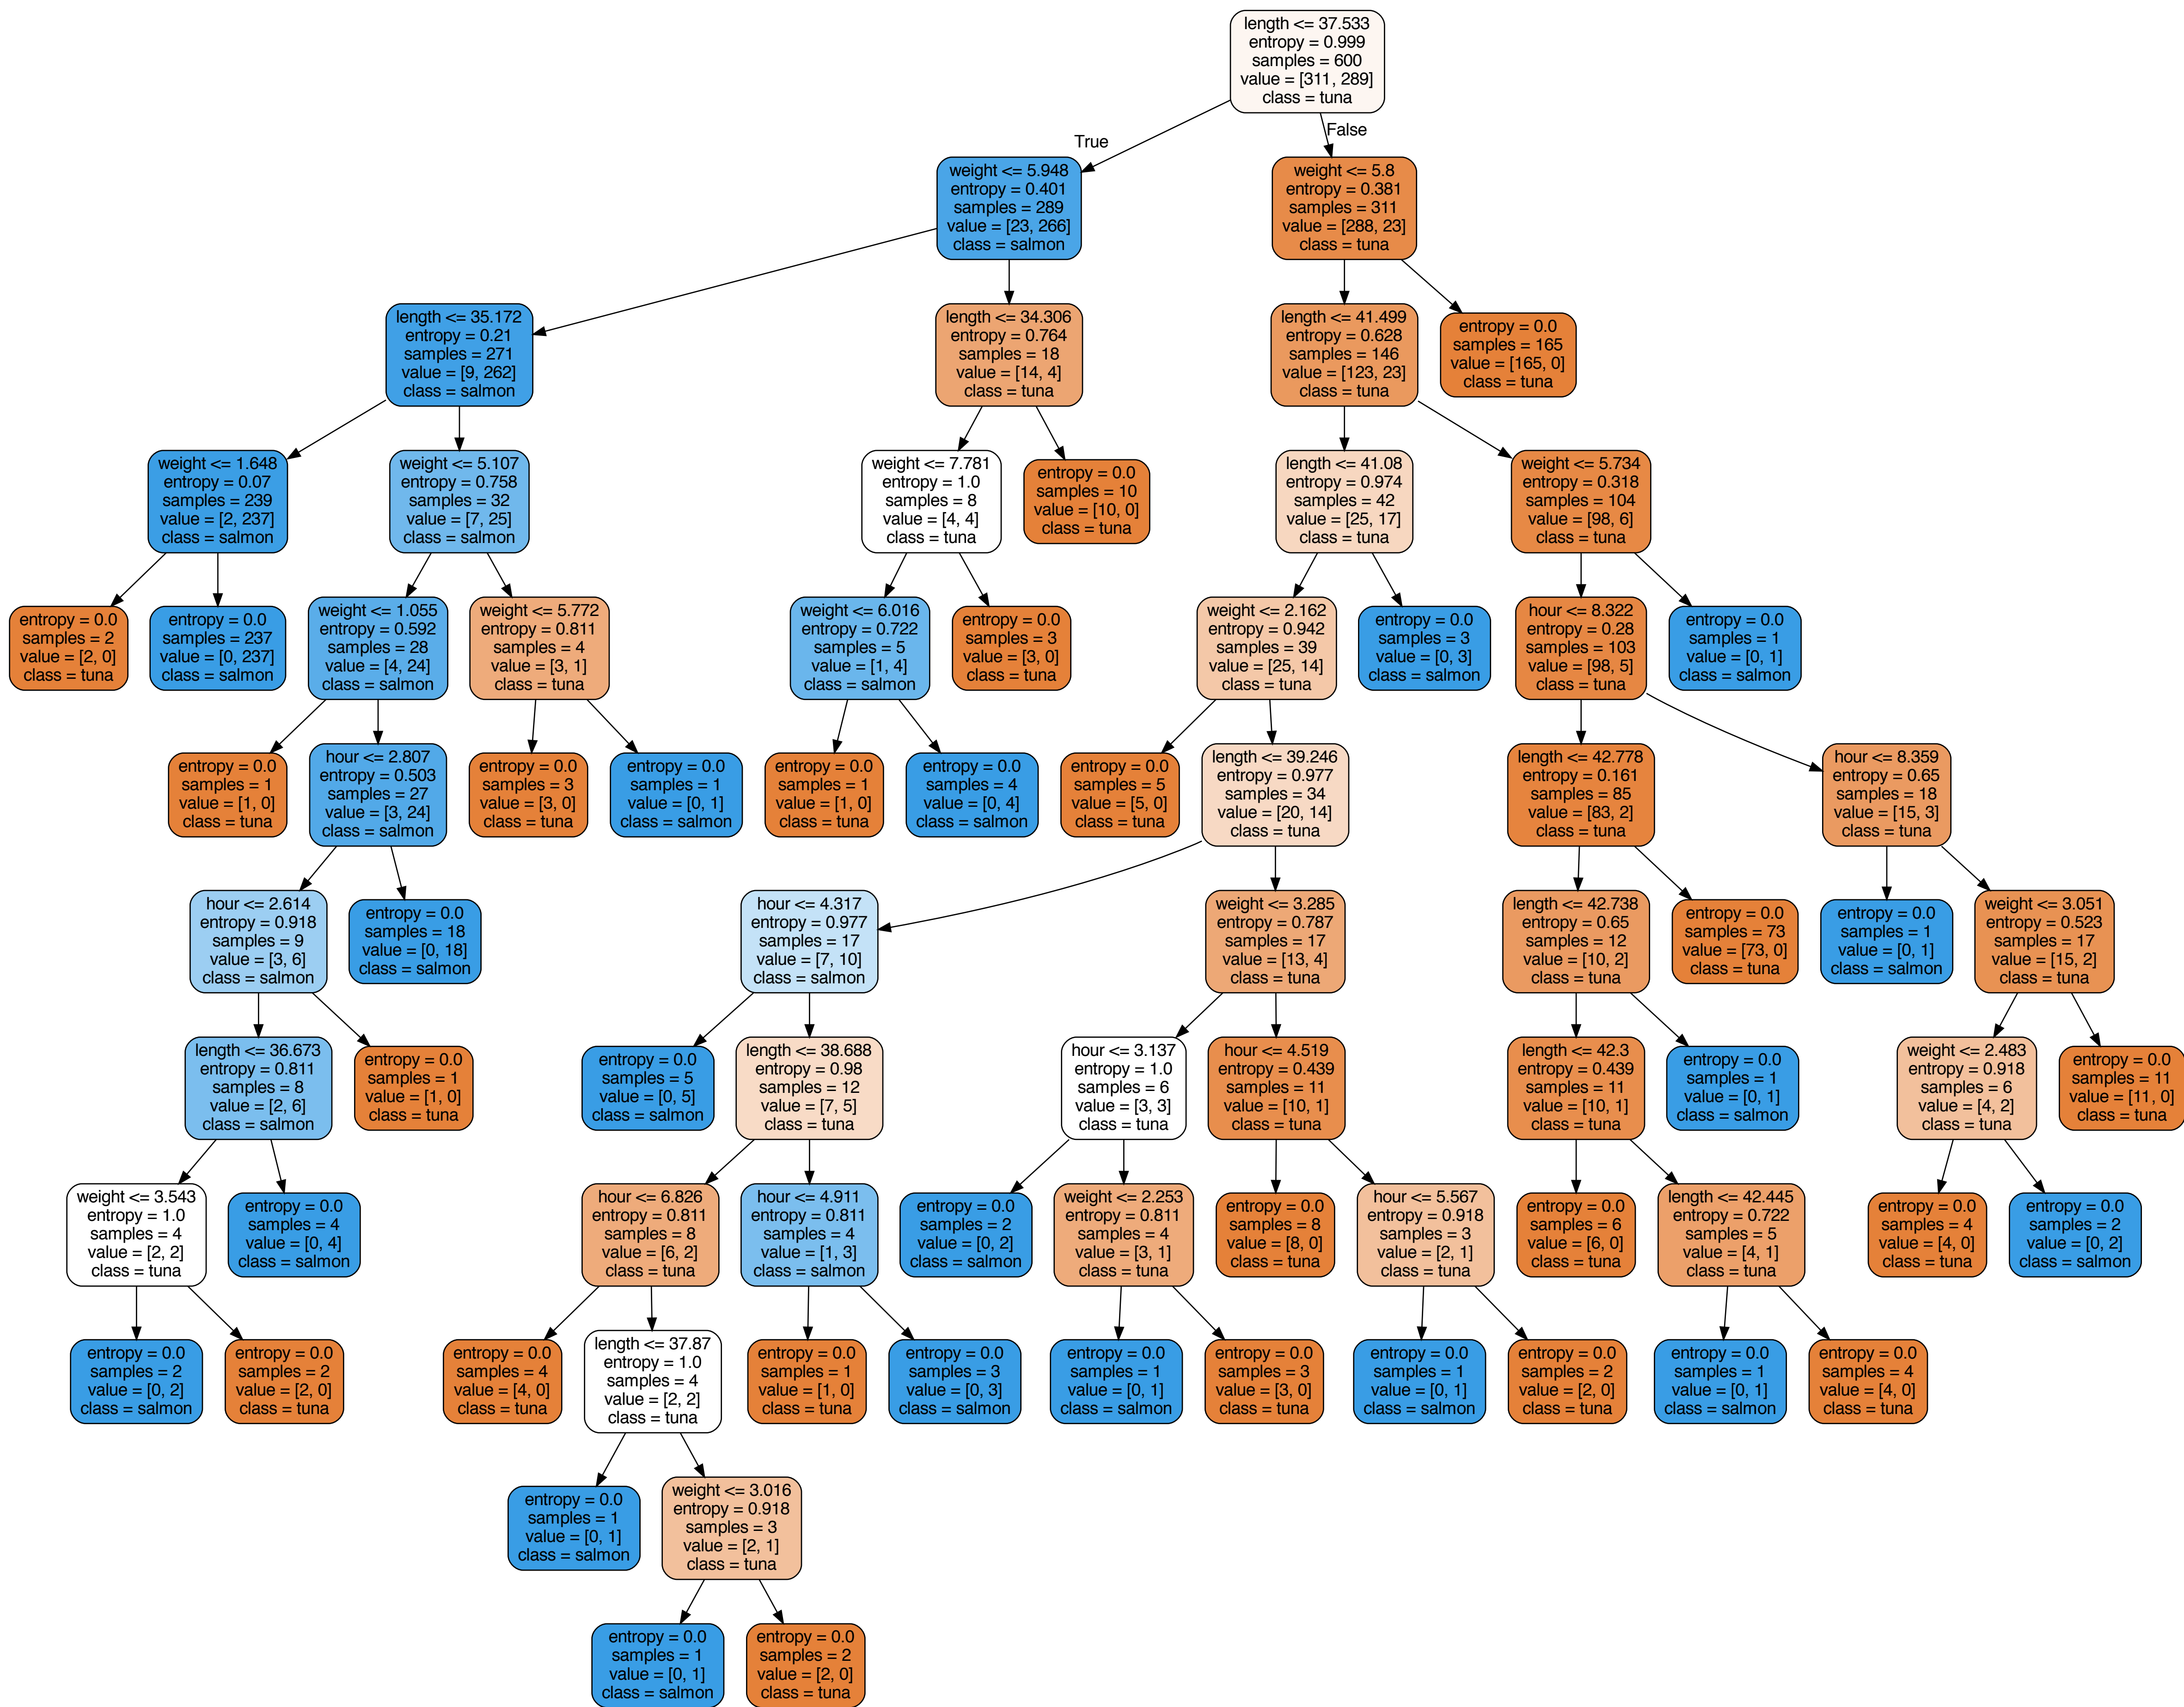 length <= 37.533
entropy = 0.999
samples = 600
value = [311, 289]
class = tuna
True
False
weight <= 5.948
entropy = 0.401
samples = 289
value = [23, 266]
class = salmon
weight <= 5.8
entropy = 0.381
samples = 311
value = [288, 23]
class = tuna
length <= 35.172
entropy = 0.21
samples = 271
value = [9, 262]
class = salmon
length <= 34.306
entropy = 0.764
samples = 18
value = [14, 4]
class = tuna
length <= 41.499
entropy = 0.628
samples = 146
value = [123, 23]
class = tuna
entropy = 0.0
samples = 165
value = [165, 0]
class = tuna
weight <= 1.648
entropy = 0.07
samples = 239
value = [2, 237]
class = salmon
weight <= 5.107
entropy = 0.758
samples = 32
value = [7, 25]
class = salmon
weight <= 7.781
entropy = 1.0
samples = 8
value = [4, 4]
class = tuna
entropy = 0.0
samples = 10
value = [10, 0]
class = tuna
length <= 41.08
entropy = 0.974
samples = 42
value = [25, 17]
class = tuna
weight <= 5.734
entropy = 0.318
samples = 104
value = [98, 6]
class = tuna
entropy = 0.0
samples = 2
value = [2, 0]
class = tuna
entropy = 0.0
samples = 237
value = [0, 237]
class = salmon
weight <= 1.055
entropy = 0.592
samples = 28
value = [4, 24]
class = salmon
weight <= 5.772
entropy = 0.811
samples = 4
value = [3, 1]
class = tuna
weight <= 6.016
entropy = 0.722
samples = 5
value = [1, 4]
class = salmon
entropy = 0.0
samples = 3
value = [3, 0]
class = tuna
weight <= 2.162
entropy = 0.942
samples = 39
value = [25, 14]
class = tuna
entropy = 0.0
samples = 3
value = [0, 3]
class = salmon
hour <= 8.322
entropy = 0.28
samples = 103
value = [98, 5]
class = tuna
entropy = 0.0
samples = 1
value = [0, 1]
class = salmon
entropy = 0.0
samples = 1
value = [1, 0]
class = tuna
hour <= 2.807
entropy = 0.503
samples = 27
value = [3, 24]
class = salmon
entropy = 0.0
samples = 3
value = [3, 0]
class = tuna
entropy = 0.0
samples = 1
value = [0, 1]
class = salmon
entropy = 0.0
samples = 1
value = [1, 0]
class = tuna
entropy = 0.0
samples = 4
value = [0, 4]
class = salmon
entropy = 0.0
samples = 5
value = [5, 0]
class = tuna
length <= 39.246
entropy = 0.977
samples = 34
value = [20, 14]
class = tuna
length <= 42.778
entropy = 0.161
samples = 85
value = [83, 2]
class = tuna
hour <= 8.359
entropy = 0.65
samples = 18
value = [15, 3]
class = tuna
hour <= 2.614
entropy = 0.918
samples = 9
value = [3, 6]
class = salmon
entropy = 0.0
samples = 18
value = [0, 18]
class = salmon
hour <= 4.317
entropy = 0.977
samples = 17
value = [7, 10]
class = salmon
weight <= 3.285
entropy = 0.787
samples = 17
value = [13, 4]
class = tuna
length <= 42.738
entropy = 0.65
samples = 12
value = [10, 2]
class = tuna
entropy = 0.0
samples = 73
value = [73, 0]
class = tuna
entropy = 0.0
samples = 1
value = [0, 1]
class = salmon
weight <= 3.051
entropy = 0.523
samples = 17
value = [15, 2]
class = tuna
length <= 36.673
entropy = 0.811
samples = 8
value = [2, 6]
class = salmon
entropy = 0.0
samples = 1
value = [1, 0]
class = tuna
entropy = 0.0
samples = 5
value = [0, 5]
class = salmon
length <= 38.688
entropy = 0.98
samples = 12
value = [7, 5]
class = tuna
hour <= 3.137
entropy = 1.0
samples = 6
value = [3, 3]
class = tuna
hour <= 4.519
entropy = 0.439
samples = 11
value = [10, 1]
class = tuna
length <= 42.3
entropy = 0.439
samples = 11
value = [10, 1]
class = tuna
entropy = 0.0
samples = 1
value = [0, 1]
class = salmon
weight <= 2.483
entropy = 0.918
samples = 6
value = [4, 2]
class = tuna
entropy = 0.0
samples = 11
value = [11, 0]
class = tuna
weight <= 3.543
entropy = 1.0
samples = 4
value = [2, 2]
class = tuna
entropy = 0.0
samples = 4
value = [0, 4]
class = salmon
hour <= 6.826
entropy = 0.811
samples = 8
value = [6, 2]
class = tuna
hour <= 4.911
entropy = 0.811
samples = 4
value = [1, 3]
class = salmon
entropy = 0.0
samples = 2
value = [0, 2]
class = salmon
weight <= 2.253
entropy = 0.811
samples = 4
value = [3, 1]
class = tuna
entropy = 0.0
samples = 8
value = [8, 0]
class = tuna
hour <= 5.567
entropy = 0.918
samples = 3
value = [2, 1]
class = tuna
entropy = 0.0
samples = 6
value = [6, 0]
class = tuna
length <= 42.445
entropy = 0.722
samples = 5
value = [4, 1]
class = tuna
entropy = 0.0
samples = 4
value = [4, 0]
class = tuna
entropy = 0.0
samples = 2
value = [0, 2]
class = salmon
entropy = 0.0
samples = 2
value = [0, 2]
class = salmon
entropy = 0.0
samples = 2
value = [2, 0]
class = tuna
entropy = 0.0
samples = 4
value = [4, 0]
class = tuna
length <= 37.87
entropy = 1.0
samples = 4
value = [2, 2]
class = tuna
entropy = 0.0
samples = 1
value = [1, 0]
class = tuna
entropy = 0.0
samples = 3
value = [0, 3]
class = salmon
entropy = 0.0
samples = 1
value = [0, 1]
class = salmon
entropy = 0.0
samples = 3
value = [3, 0]
class = tuna
entropy = 0.0
samples = 1
value = [0, 1]
class = salmon
entropy = 0.0
samples = 2
value = [2, 0]
class = tuna
entropy = 0.0
samples = 1
value = [0, 1]
class = salmon
entropy = 0.0
samples = 4
value = [4, 0]
class = tuna
entropy = 0.0
samples = 1
value = [0, 1]
class = salmon
weight <= 3.016
entropy = 0.918
samples = 3
value = [2, 1]
class = tuna
entropy = 0.0
samples = 1
value = [0, 1]
class = salmon
entropy = 0.0
samples = 2
value = [2, 0]
class = tuna